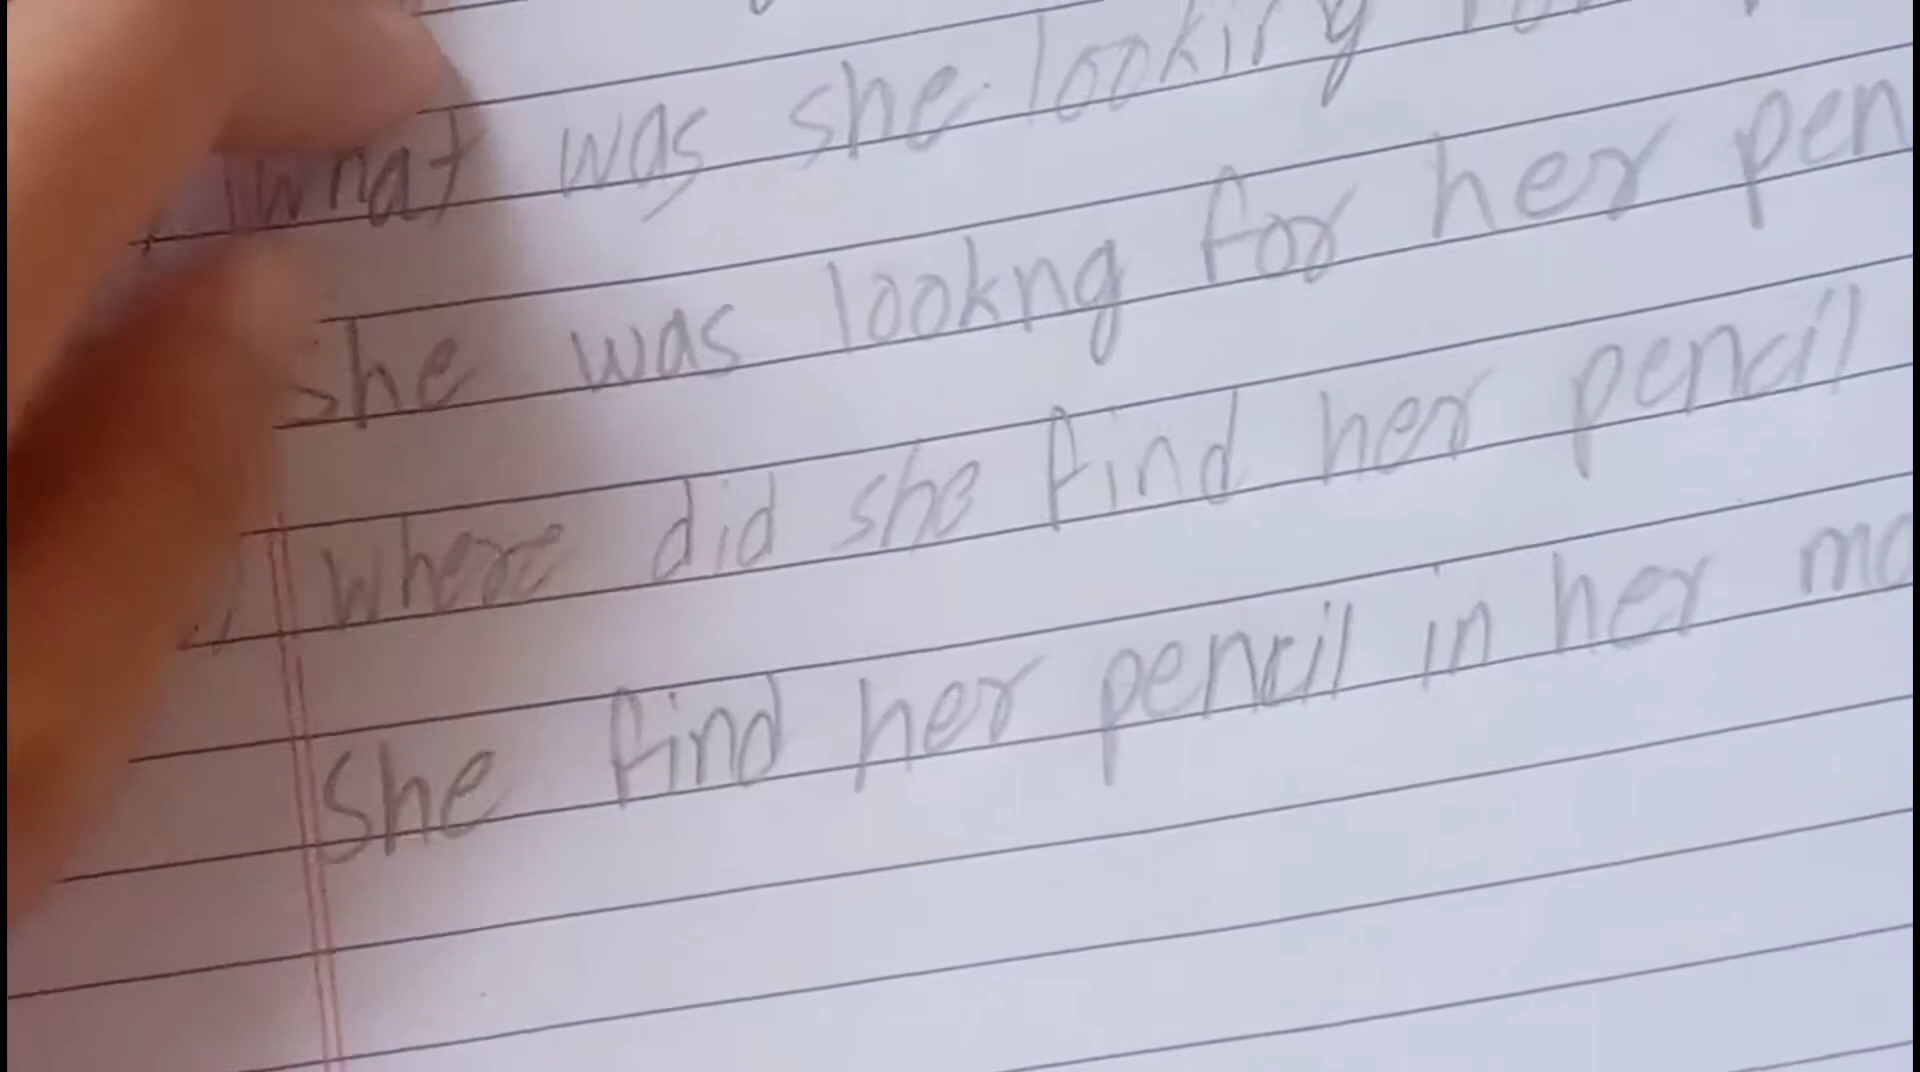 what was she looking
she was lookng for her pen
where did she find her pencil
She find her pencil in her